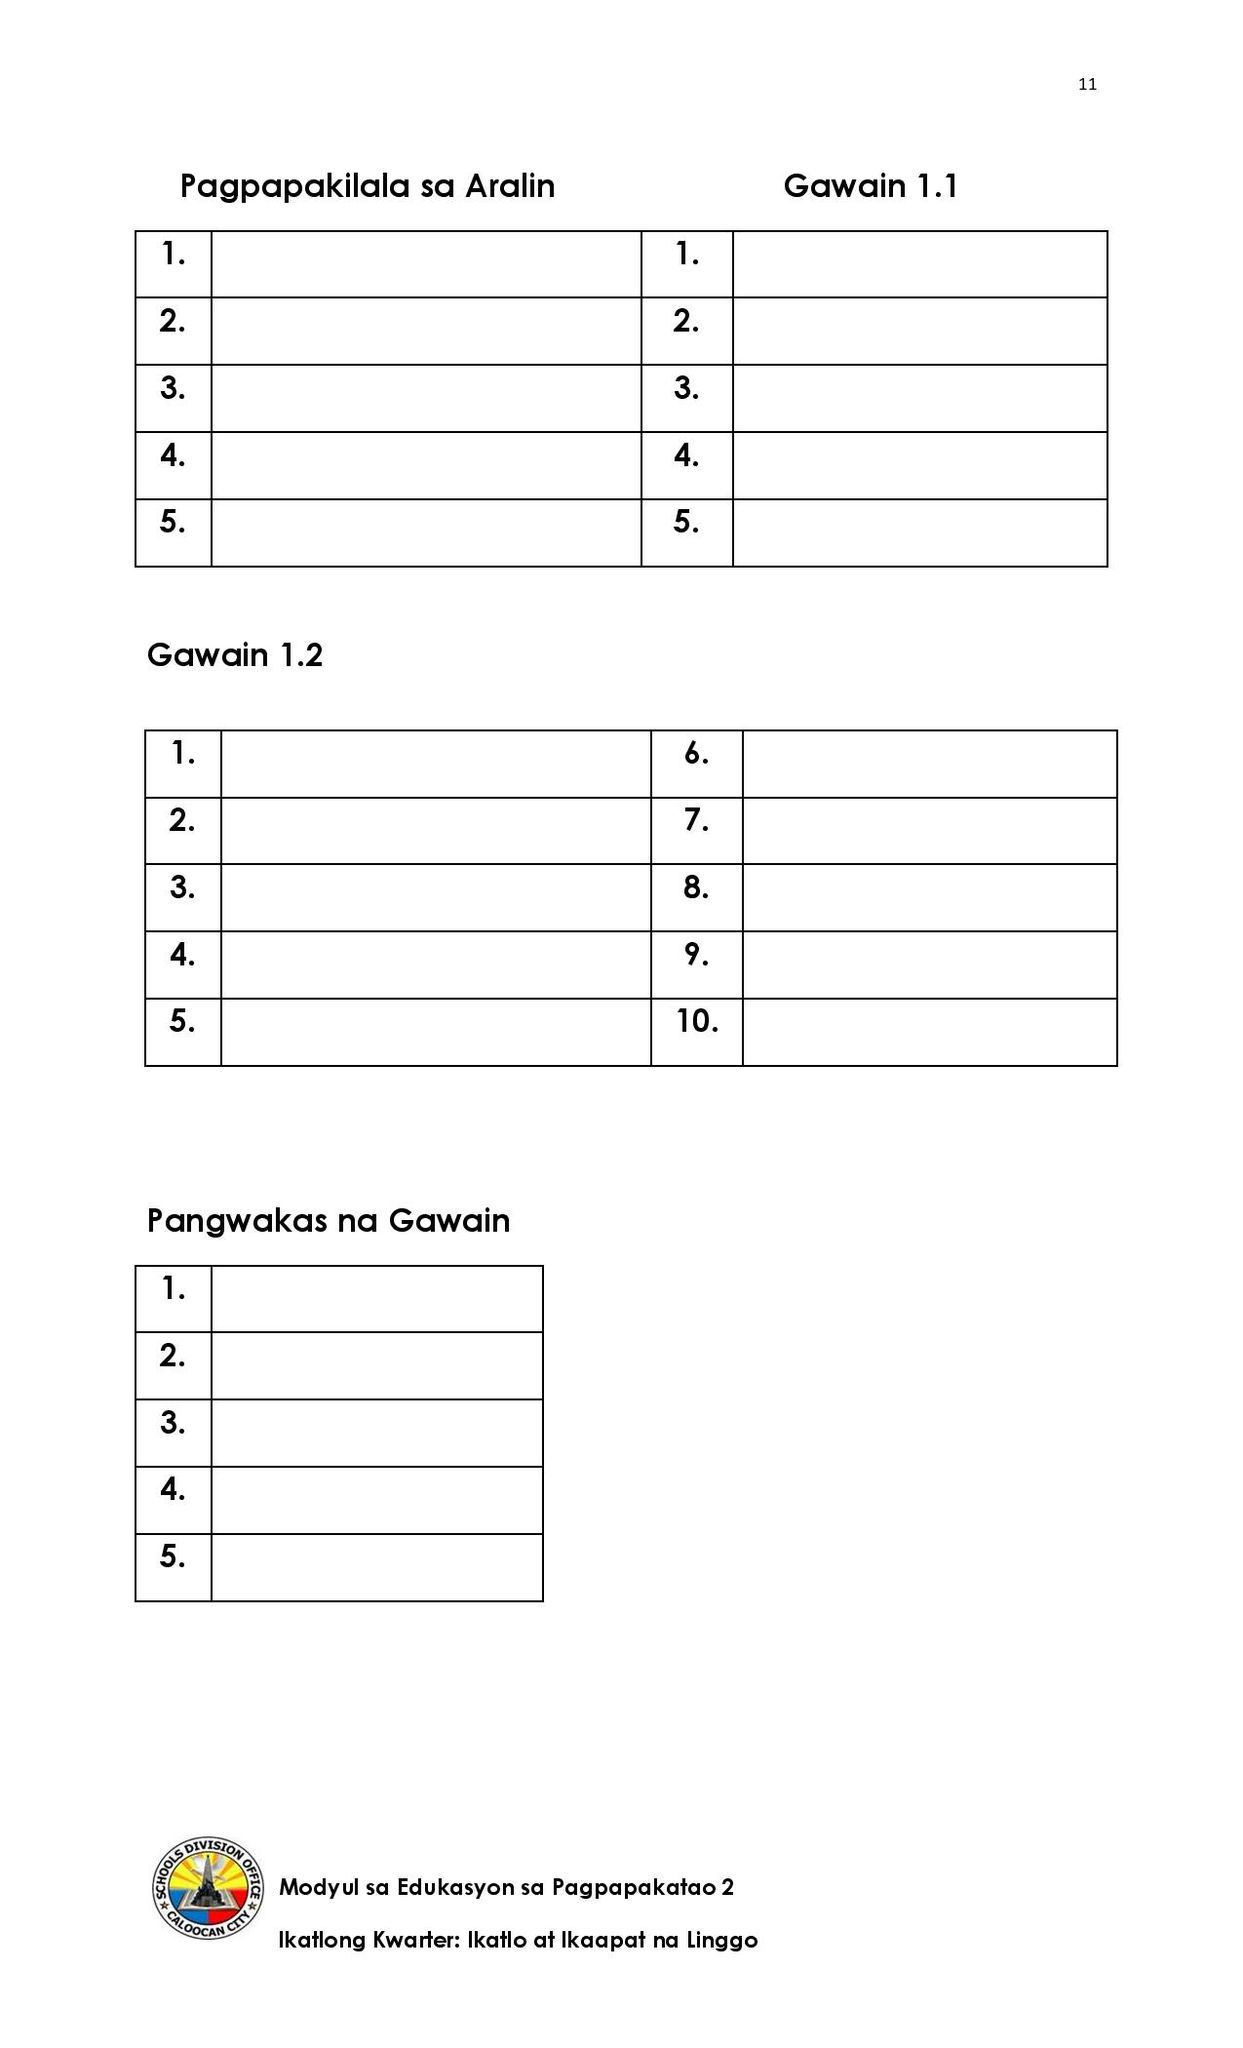 11
Pagpapakilala sa Aralin Gawain 1.1
1. 1.
2. 2.
3. 3.
4. 4.
5. 5.
Gawain 1.2
1. 6.
2. 7.
3. 8.
4. 9.
5. 10.
Pangwakas na Gawain
1.
2.
3.
4.
5.
SCHOOLS DIVISION OFFICE
CALOOCAN CITY
Modyul sa Edukasyon sa Pagpapakatao 2
Ikatlong Kwarter: Ikatlo at Ikaapat na Linggo